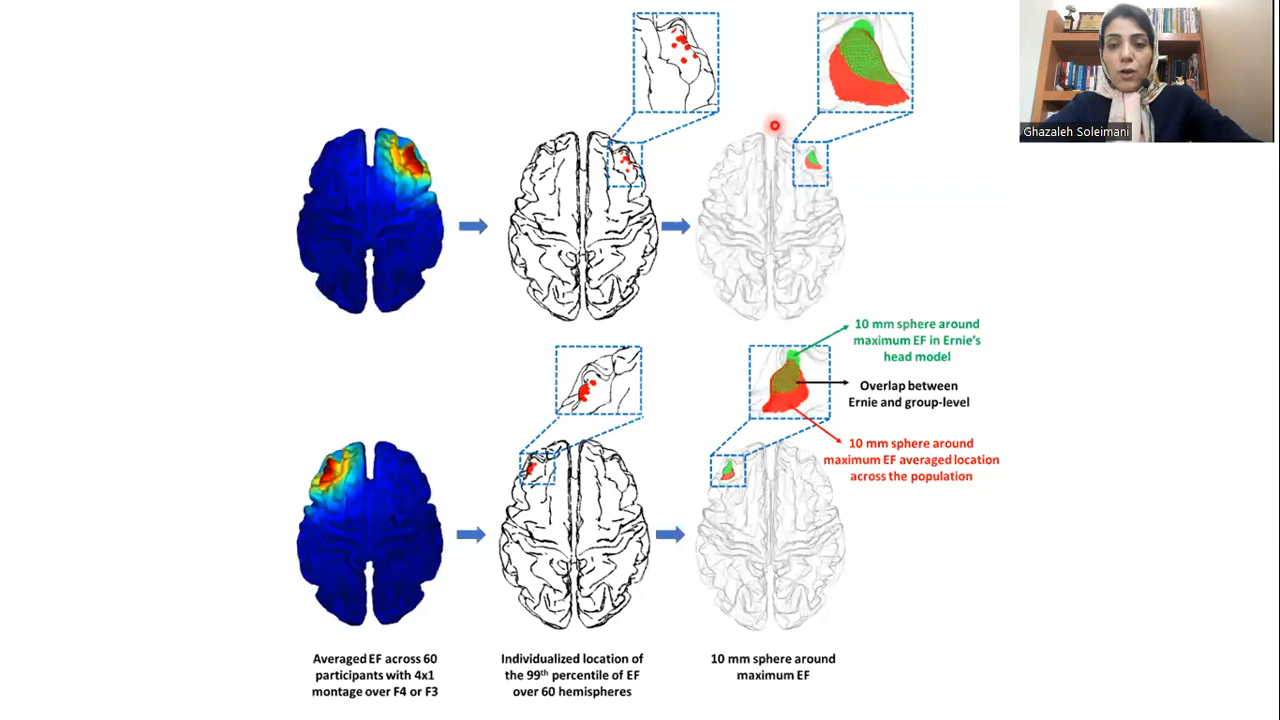 Ghazaleh Soleimani
10 mm sphere around
maximum EF in Ernie's
head model
Overlap between
Ernie and group-level
10 mm sphere around
maximum EF averaged location
across the population
Averaged EF across 60
participants with 4x1
montage over F4 or F3
Individualized location of
the 99th percentile of EF
over 60 hemispheres
10 mm sphere around
maximum EF